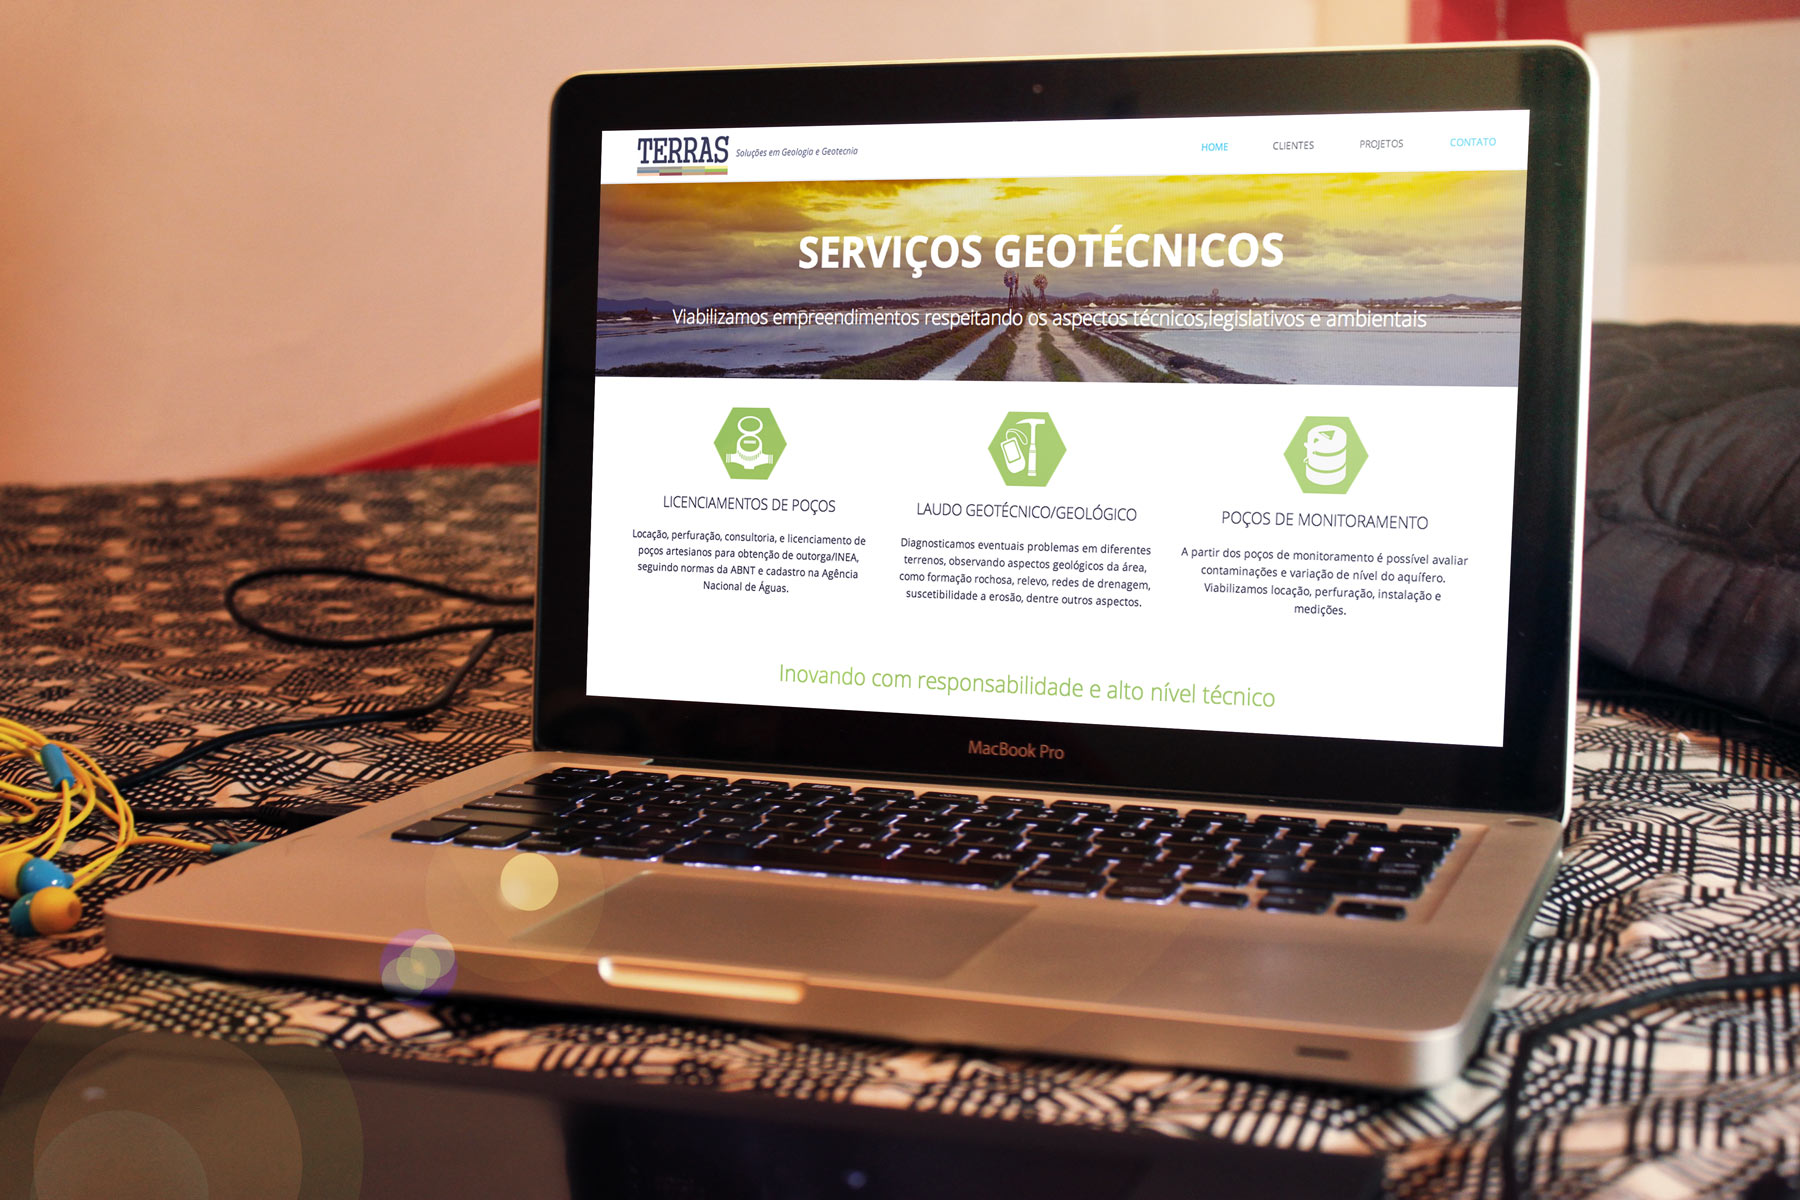 TERRAS Soluções em Geologia e Geotecnia
HOME CLIENTES PROJETOS CONTATO
SERVIÇOS GEOTÉCNICOS
Viabilizamos empreendimentos respeitando os aspectos técnicos,legislativos e ambientais
LICENCIAMENTOS DE POÇOS
Locação, perfuração, consultoria, e licenciamento de
poços artesianos para obtenção de outorga/INEA,
seguindo normas da ABNT e cadastro na Agência
Nacional de Águas.
LAUDO GEOTÉCNICO/GEOLÓGICO
Diagnosticamos eventuais problemas em diferentes
terrenos, observando aspectos geológicos da área,
como formação rochosa, relevo, redes de drenagem,
suscetibilidade a erosão, dentre outros aspectos.
POÇOS DE MONITORAMENTO
A partir dos poços de monitoramento é possível avaliar
contaminações e variação de nível do aquífero.
Viabilizamos locação, perfuração, instalação e
medições.
Inovando com responsabilidade e alto nível técnico
MacBook Pro